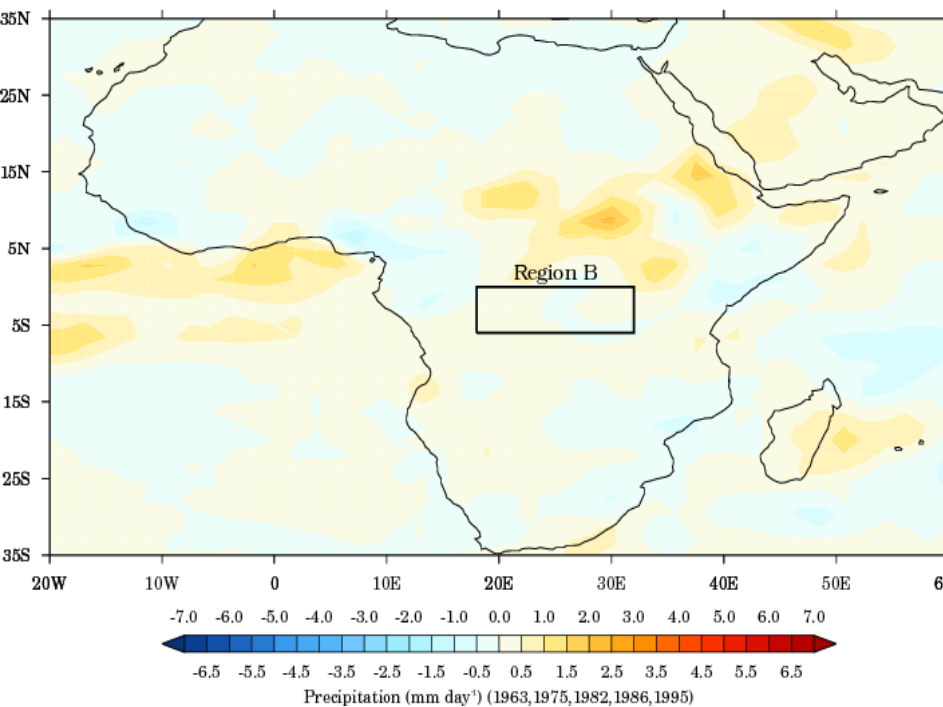 35N
25N
15N
5N
5S
15S
25S
35S
Region B
20W 10W 0 10E 20E 30E 40E 50E 6
-7.0 -6.0 -5.0 -4.0 -3.0 -2.0 -1.0 0.0 1.0 2.0 3.0 4.0 5.0 6.0 7.0
-6.5 -5.5 -4.5 -3.5 -2.5 -1.5 -0.5 0.5 1.5 2.5 3.5 4.5 5.5 6.5
Precipitation (mm day⁻¹) (1963,1975,1982,1986,1995)